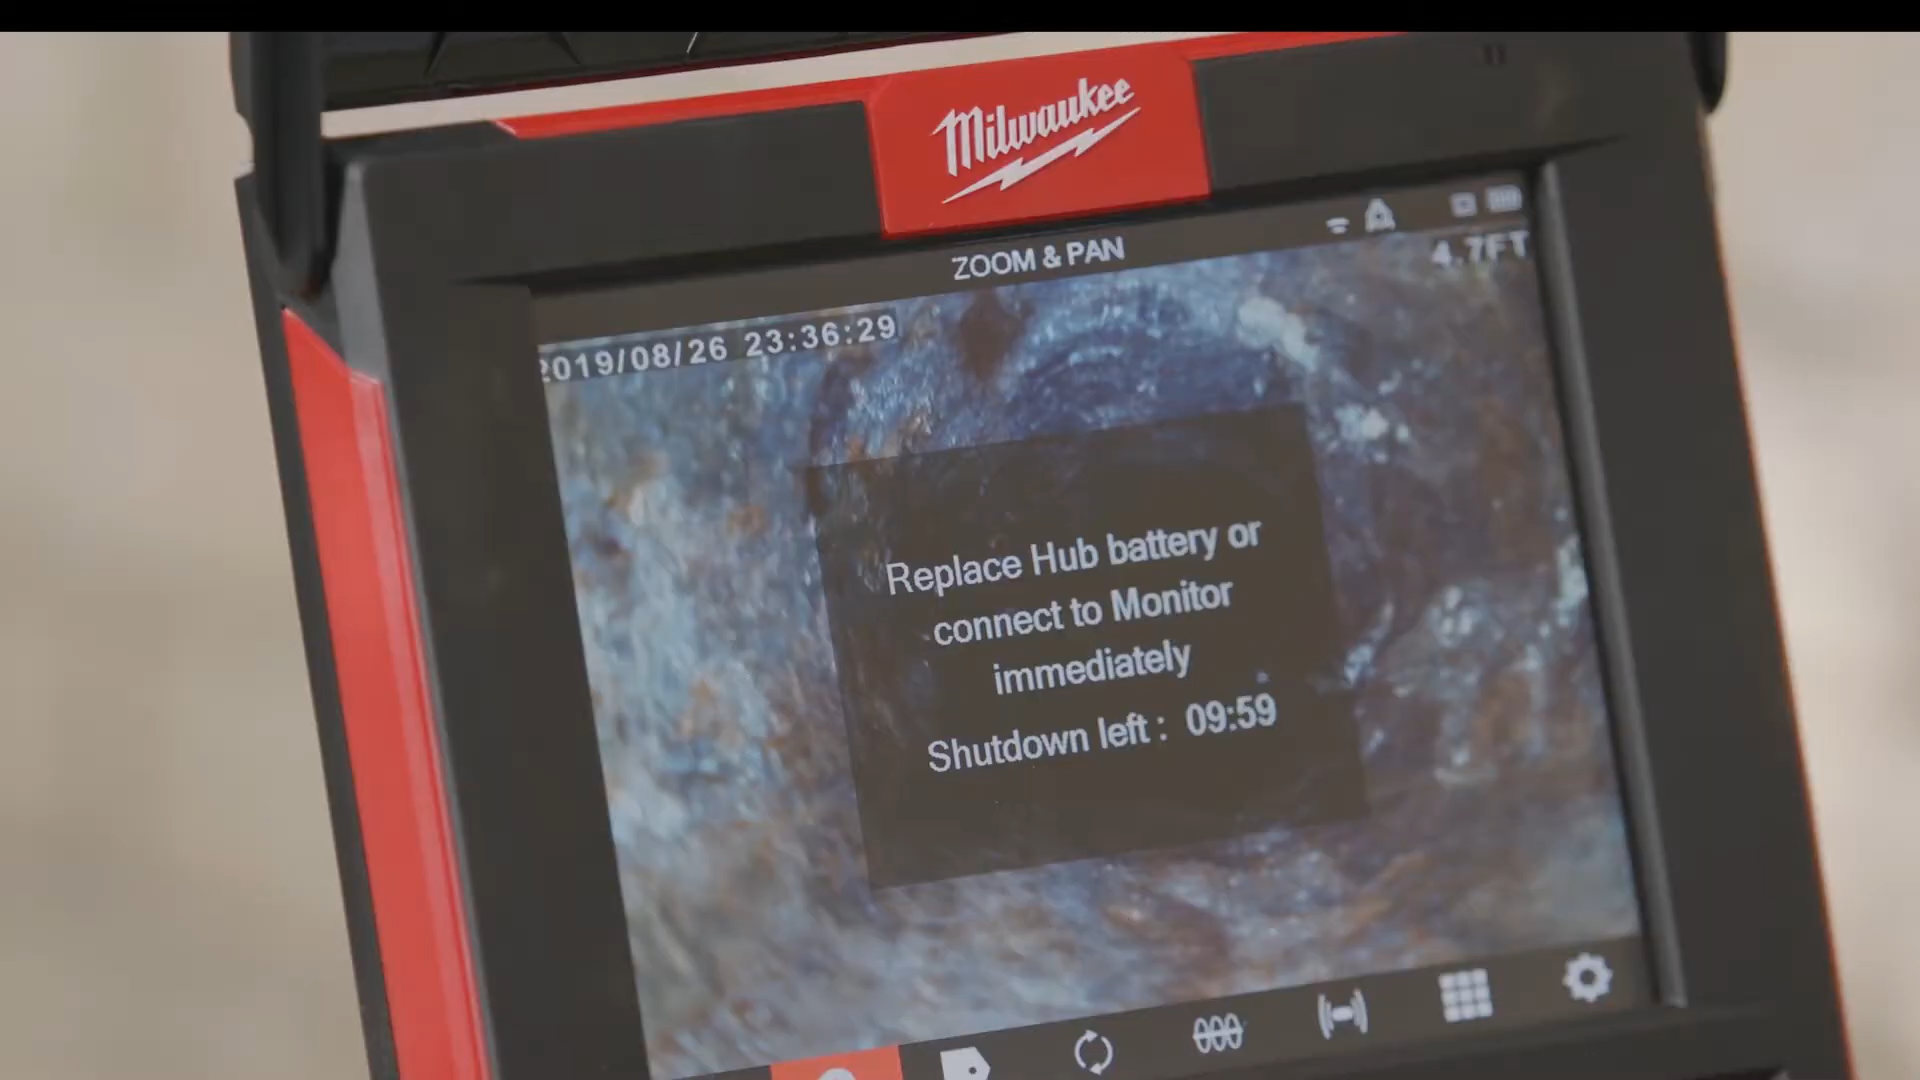 Milwaukee
ZOOM & PAN
4.7FT
2019/08/26 23:36:29
Replace Hub battery or
connect to Monitor
immediately
Shutdown left : 09:59